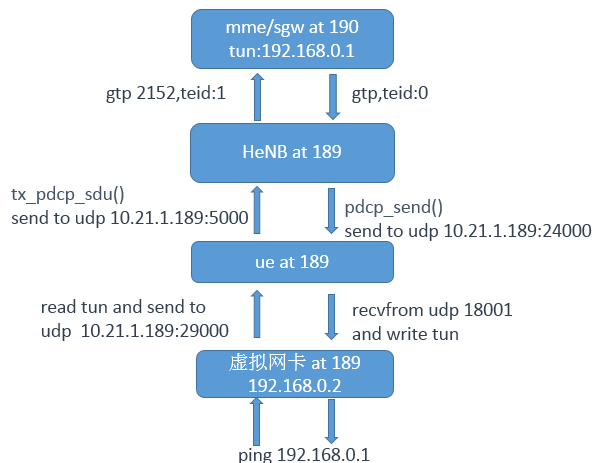 mme/sgw at 190
tun:192.168.0.1
gtp 2152,teid:1
gtp,teid:0
HeNB at 189
tx_pdcp_sdu()
send to udp 10.21.1.189:5000
pdcp_send()
send to udp 10.21.1.189:24000
ue at 189
read tun and send to
udp 10.21.1.189:29000
recvfrom udp 18001
and write tun
虚拟网卡 at 189
192.168.0.2
ping 192.168.0.1